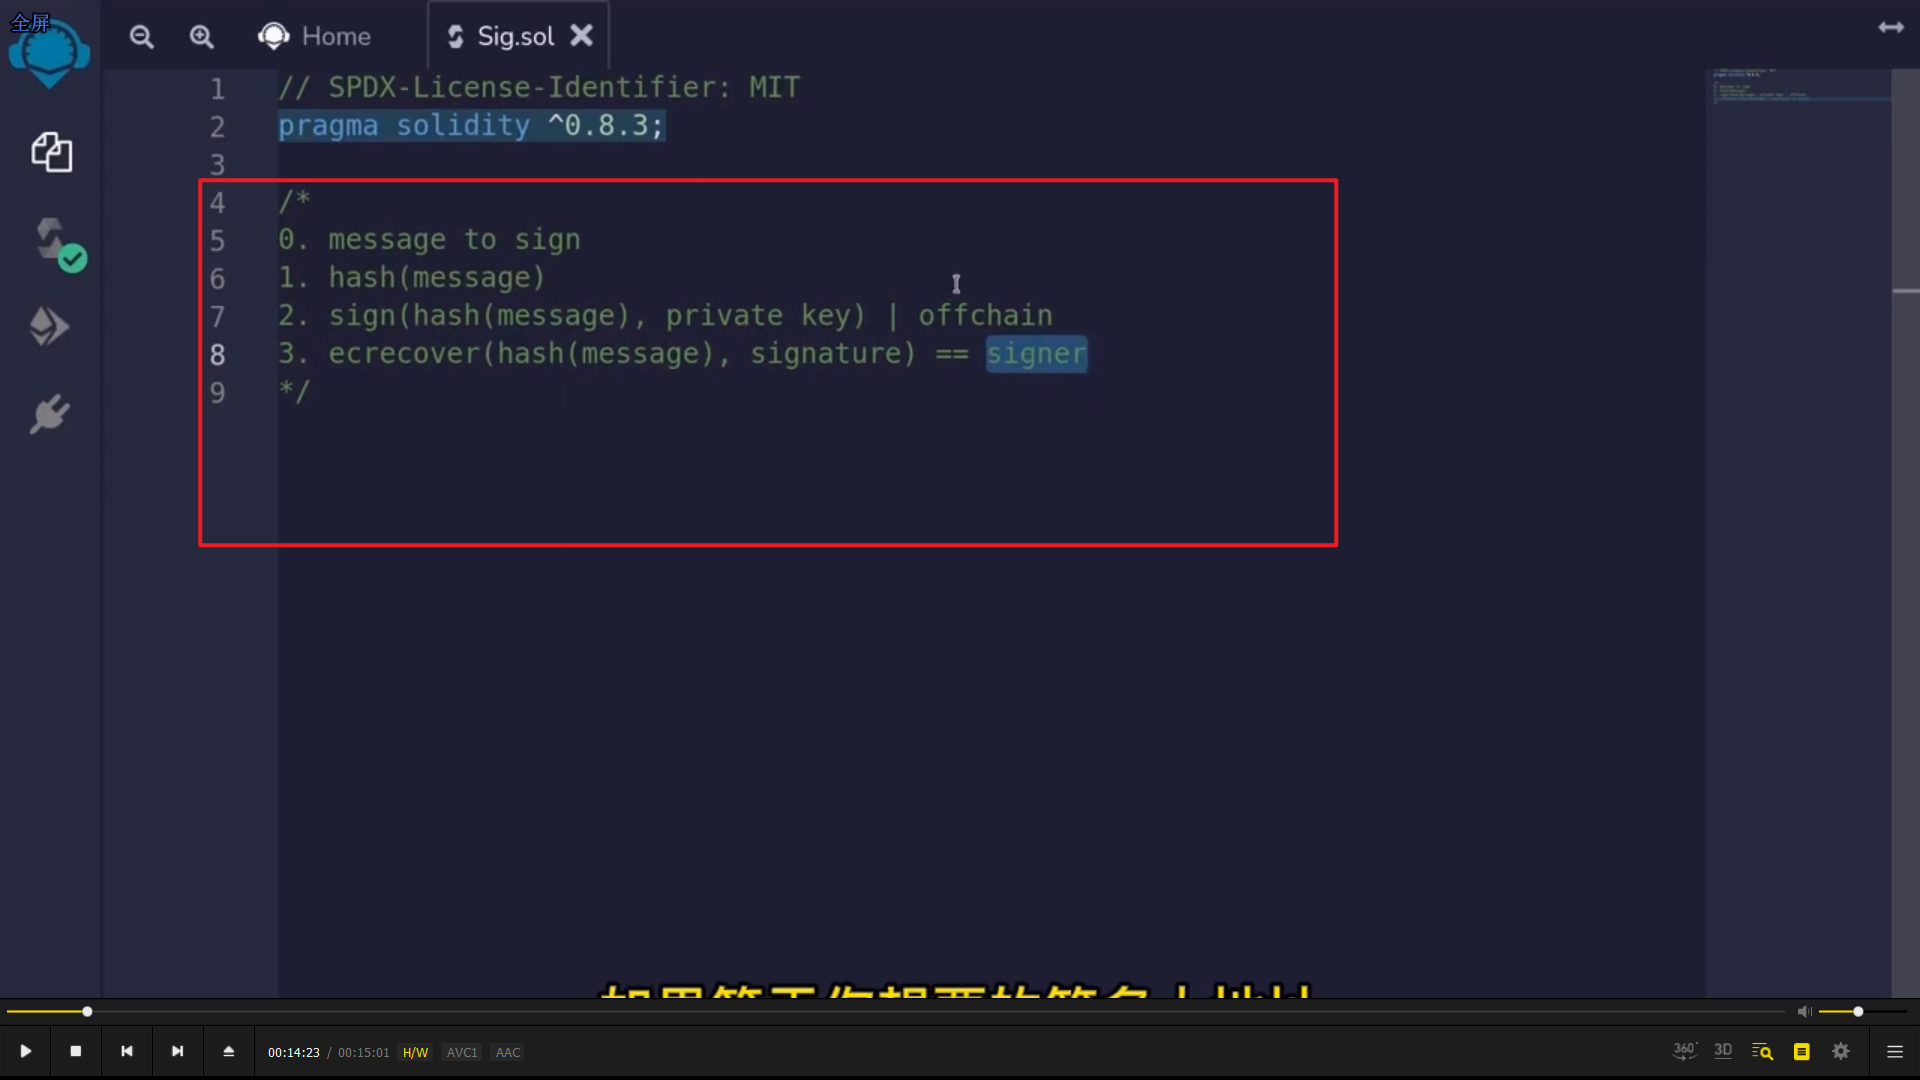 全屏
Home
Sig.sol
1 // SPDX-License-Identifier: MIT
2 pragma solidity ^0.8.3;
3
4 /*
5 0. message to sign
6 1. hash(message)
7 2. sign(hash(message), private key) | offchain
8 3. ecrecover(hash(message), signature) == signer
9 */
00:14:23 / 00:15:01 H/W AVC1 AAC
360° 3D